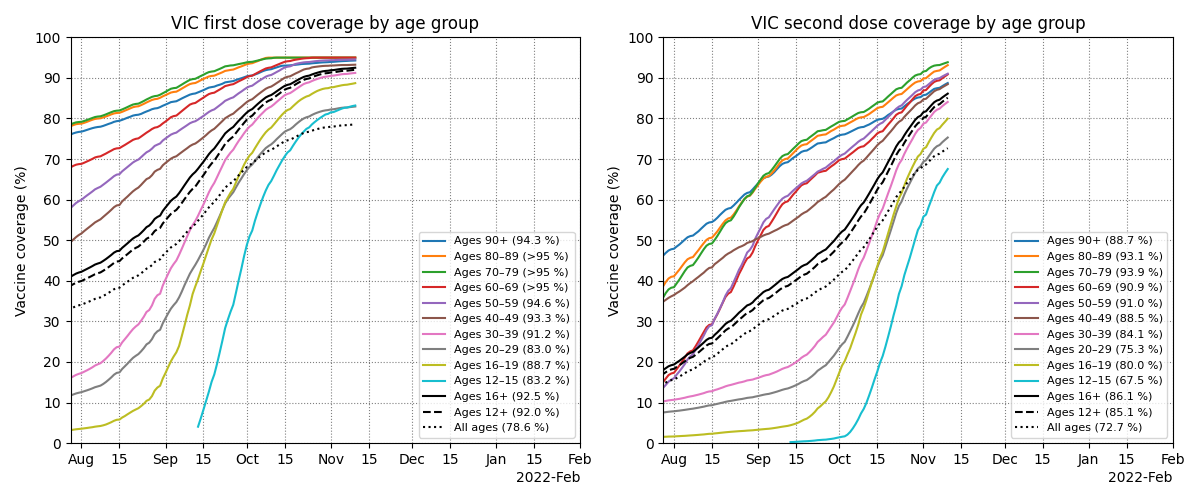 VIC first dose coverage by age group
Vaccine coverage (%)
100
90
80
70
60
50
40
30
20
10
0
Aug 15 Sep 15 Oct 15 Nov 15 Dec 15 Jan 15 Feb
2022-Feb
Ages 90+ (94.3 %)
Ages 80–89 (>95 %)
Ages 70–79 (>95 %)
Ages 60–69 (>95 %)
Ages 50–59 (94.6 %)
Ages 40–49 (93.3 %)
Ages 30–39 (91.2 %)
Ages 20–29 (83.0 %)
Ages 16–19 (88.7 %)
Ages 12–15 (83.2 %)
Ages 16+ (92.5 %)
Ages 12+ (92.0 %)
All ages (78.6 %)
VIC second dose coverage by age group
Vaccine coverage (%)
100
90
80
70
60
50
40
30
20
10
0
Aug 15 Sep 15 Oct 15 Nov 15 Dec 15 Jan 15 Feb
2022-Feb
Ages 90+ (88.7 %)
Ages 80–89 (93.1 %)
Ages 70–79 (93.9 %)
Ages 60–69 (90.9 %)
Ages 50–59 (91.0 %)
Ages 40–49 (88.5 %)
Ages 30–39 (84.1 %)
Ages 20–29 (75.3 %)
Ages 16–19 (80.0 %)
Ages 12–15 (67.5 %)
Ages 16+ (86.1 %)
Ages 12+ (85.1 %)
All ages (72.7 %)